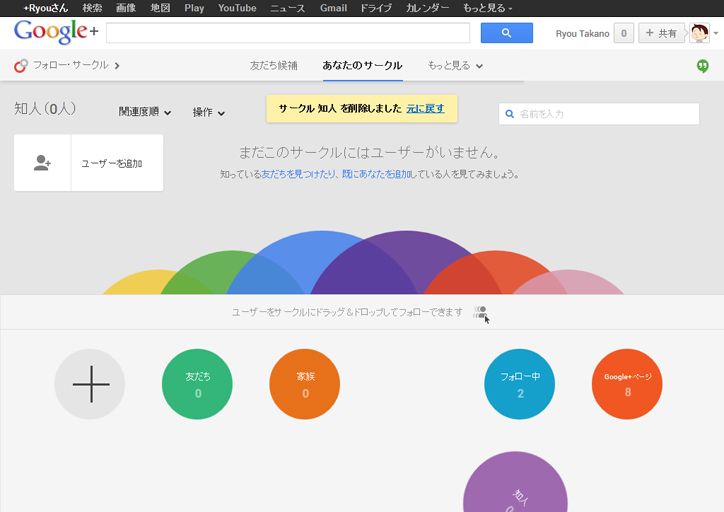 +Ryouさん 検索 画像 地図 Play YouTube ニュース Gmail ドライブ カレンダー もっと見る
Google+ Ryou Takano 0 + 共有
フォロー・サークル 友だち候補 あなたのサークル もっと見る
知人 (0人) 関連度順 操作 サークル 知人 を削除しました 元に戻す 名前を入力
ユーザーを追加
まだこのサークルにはユーザーがいません。
知っている友だちを見つけたり、既にあなたを追加している人を見てみましょう。
ユーザーをサークルにドラッグ＆ドロップしてフォローできます
友だち
0
家族
0
フォロー中
2
Google+ページ
8
知人
0